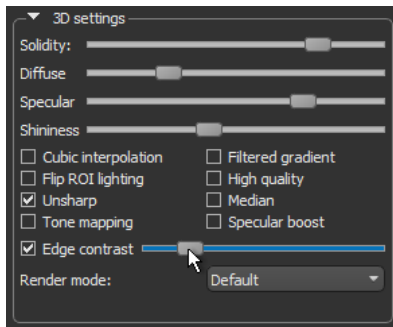 3D settings
Solidity:
Diffuse
Specular
Shininess
Cubic interpolation Filtered gradient
Flip ROI lighting High quality
Unsharp Median
Tone mapping Specular boost
Edge contrast
Render mode: Default